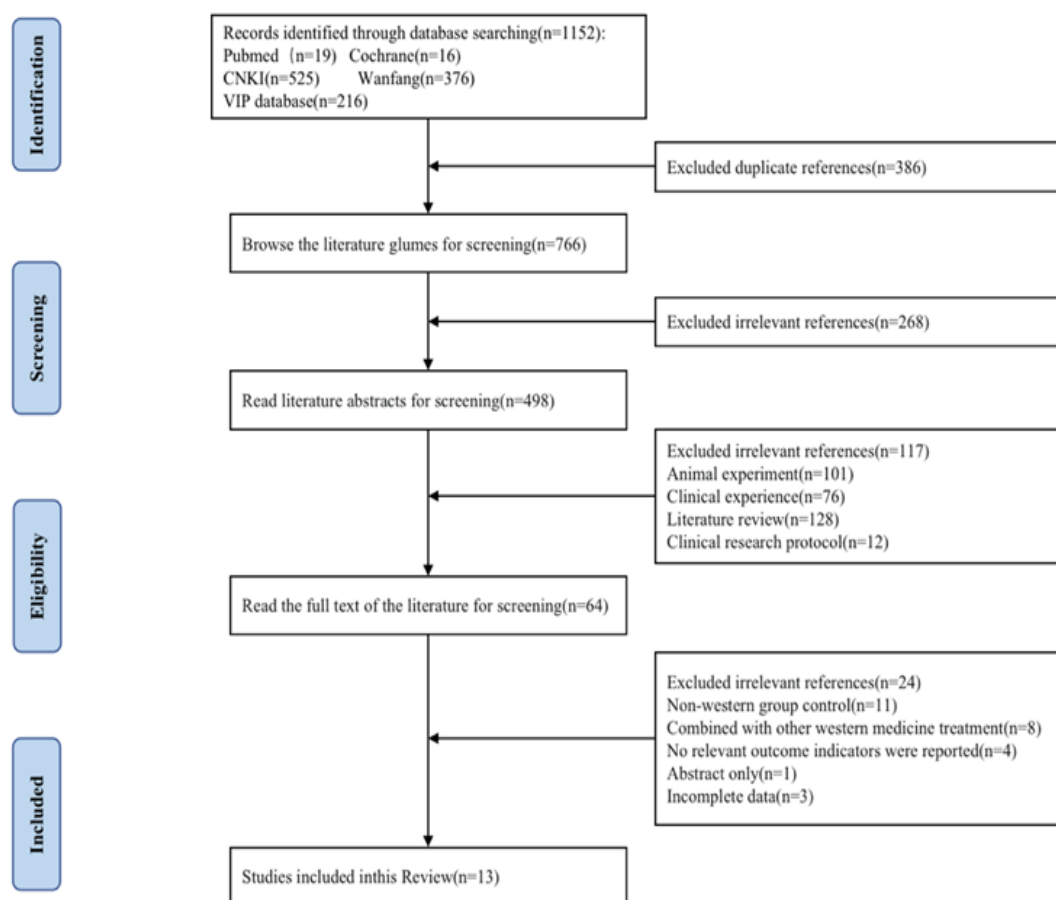 Identification
Records identified through database searching(n=1152):
Pubmed (n=19) Cochrane(n=16)
CNKI(n=525) Wanfang(n=376)
VIP database(n=216)
Excluded duplicate references(n=386)
Browse the literature glumes for screening(n=766)
Screening
Excluded irrelevant references(n=268)
Read literature abstracts for screening(n=498)
Excluded irrelevant references(n=117)
Animal experiment(n=101)
Clinical experience(n=76)
Literature review(n=128)
Clinical research protocol(n=12)
Eligibility
Read the full text of the literature for screening(n=64)
Excluded irrelevant references(n=24)
Non-western group control(n=11)
Combined with other western medicine treatment(n=8)
No relevant outcome indicators were reported(n=4)
Abstract only(n=1)
Incomplete data(n=3)
Included
Studies included inthis Review(n=13)